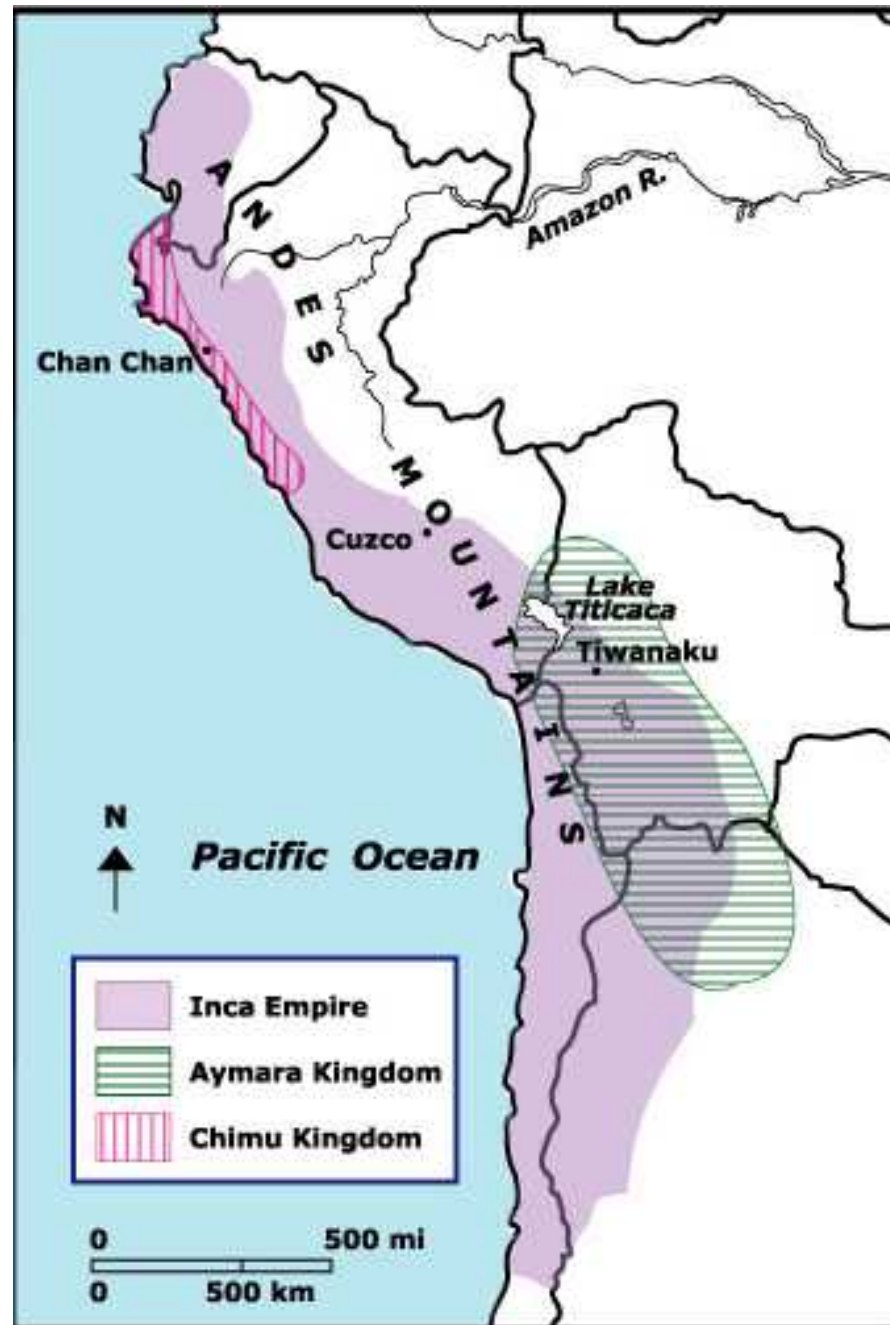 Amazon R.
ANDES MOUNTAINS
Chan Chan
Cuzco
Lake
Titicaca
Tiwanaku
N
Pacific Ocean
Inca Empire
Aymara Kingdom
Chimu Kingdom
0 500 mi
0 500 km